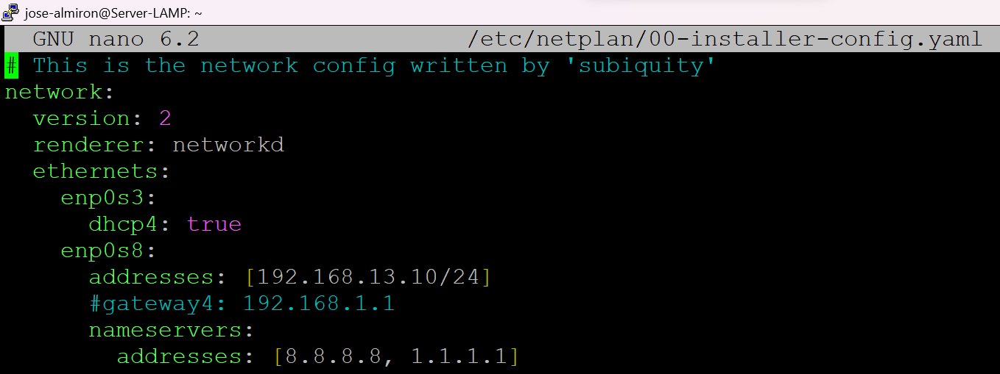 jose-almiron@Server-LAMP: ~
GNU nano 6.2 /etc/netplan/00-installer-config.yaml
# This is the network config written by 'subiquity'
network:
  version: 2
  renderer: networkd
  ethernets:
    enp0s3:
      dhcp4: true
    enp0s8:
      addresses: [192.168.13.10/24]
      #gateway4: 192.168.1.1
      nameservers:
        addresses: [8.8.8.8, 1.1.1.1]